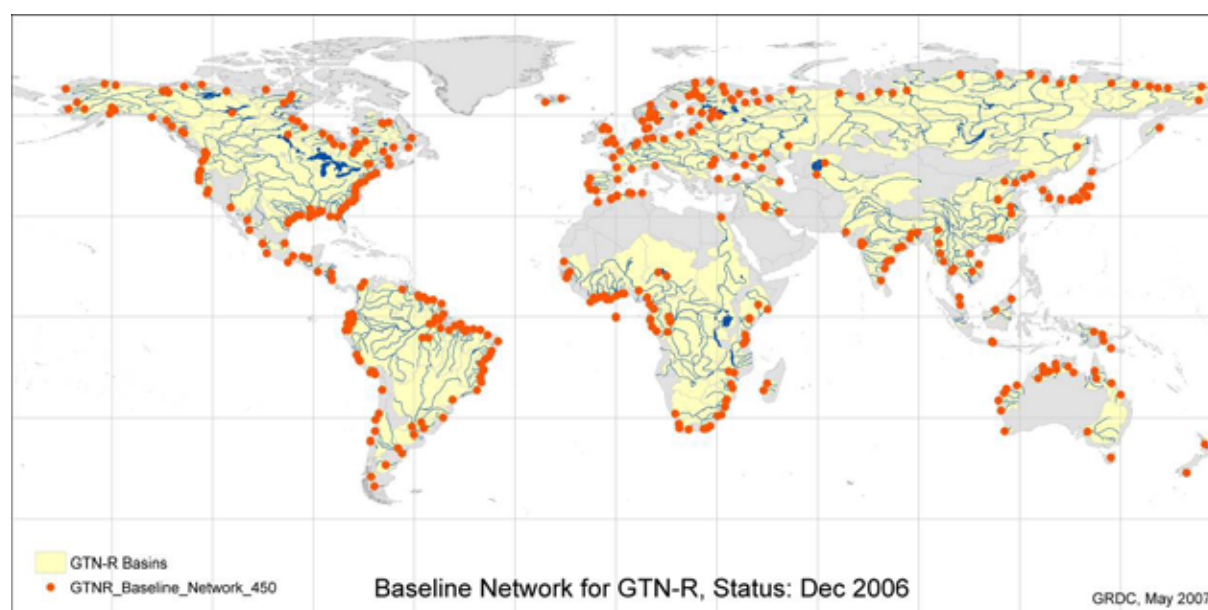 GTN-R Basins
GTNR_Baseline_Network_450
Baseline Network for GTN-R, Status: Dec 2006
GRDC, May 2007